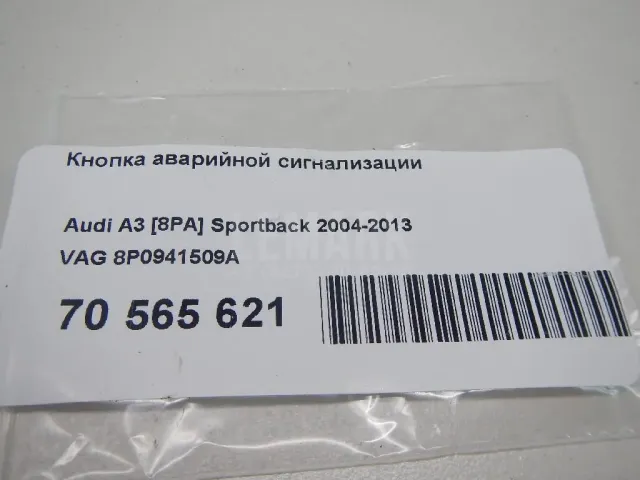 Кнопка аварийной сигнализации
Audi A3 [8PA] Sportback 2004-2013
VAG 8P0941509A
70 565 621